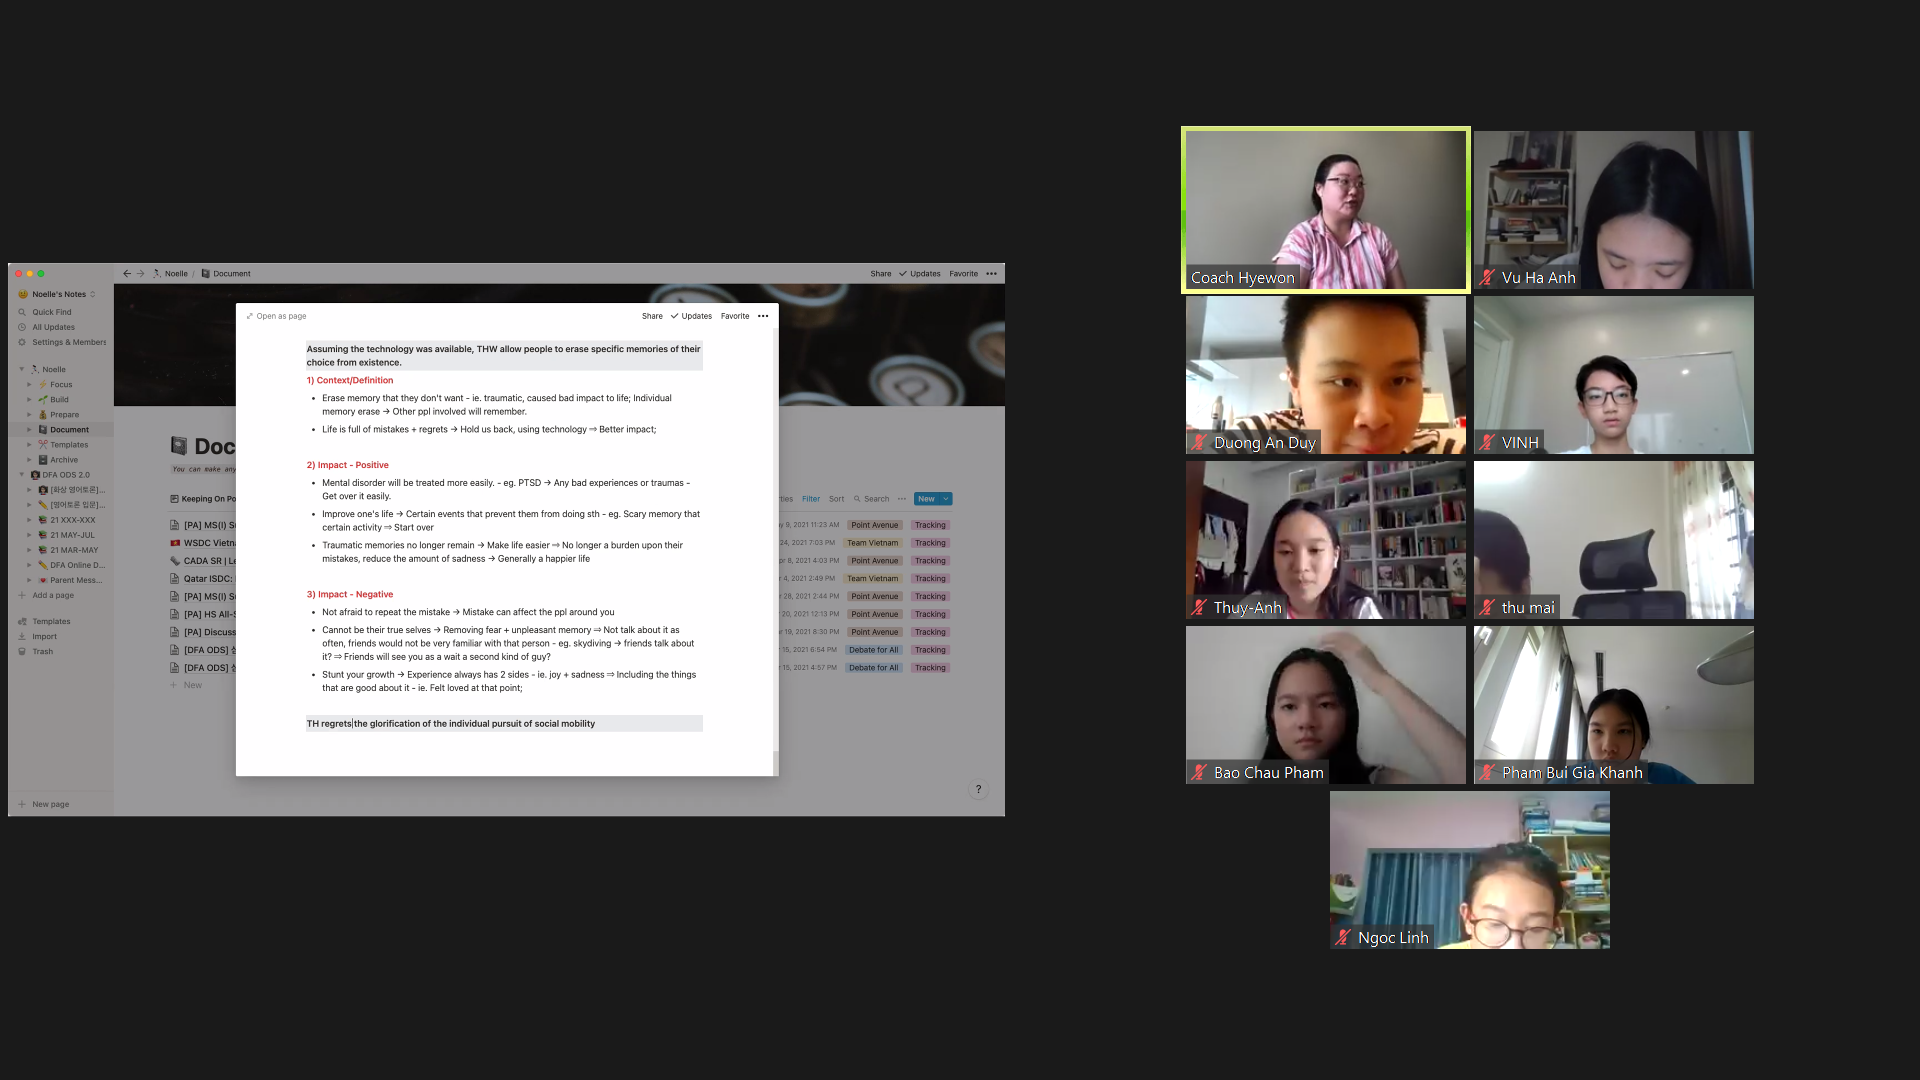 Noelle / Document
Share Updates Favorite •••
Noelle's Notes
Quick Find
All Updates
Settings & Members
Noelle
Focus
Build
Prepare
Document
Templates
Archive
DFA ODS 2.0
[화상 영어토론]...
[영어토론 입문]...
21 XXX-XXX
21 MAY-JUL
21 MAR-MAY
DFA Online D...
Parent Mess...
+ Add a page
Templates
Import
Trash
+ New page
Doc
You can make any
Keeping On Po
[PA] MS(I) S
WSDC Vietn
CADA SR | Le
Qatar ISDC:
[PA] MS(I) S
[PA] HS All-S
[PA] Discuss
[DFA ODS]
[DFA ODS]
+ New
Open as page
Share Updates Favorite •••
Assuming the technology was available, THW allow people to erase specific memories of their
choice from existence.
1) Context/Definition
• Erase memory that they don't want - ie. traumatic, caused bad impact to life; Individual
memory erase → Other ppl involved will remember.
• Life is full of mistakes + regrets → Hold us back, using technology ⇒ Better impact;
2) Impact - Positive
• Mental disorder will be treated more easily. - eg. PTSD → Any bad experiences or traumas -
Get over it easily.
• Improve one's life → Certain events that prevent them from doing sth - eg. Scary memory that
certain activity ⇒ Start over
• Traumatic memories no longer remain → Make life easier ⇒ No longer a burden upon their
mistakes, reduce the amount of sadness → Generally a happier life
3) Impact - Negative
• Not afraid to repeat the mistake → Mistake can affect the ppl around you
• Cannot be their true selves → Removing fear + unpleasant memory ⇒ Not talk about it as
often, friends would not be very familiar with that person - eg. skydiving → friends talk about
it? ⇒ Friends will see you as a wait a second kind of guy?
• Stunt your growth → Experience always has 2 sides - ie. joy + sadness ⇒ Including the things
that are good about it - ie. Felt loved at that point;
TH regrets the glorification of the individual pursuit of social mobility
ties Filter Sort Search ••• New
9, 2021 11:23 AM Point Avenue Tracking
24, 2021 7:03 PM Team Vietnam Tracking
8, 2021 4:03 PM Point Avenue Tracking
4, 2021 2:49 PM Team Vietnam Tracking
28, 2021 2:44 PM Point Avenue Tracking
20, 2021 12:13 PM Point Avenue Tracking
19, 2021 8:30 PM Point Avenue Tracking
15, 2021 6:54 PM Debate for All Tracking
15, 2021 4:57 PM Debate for All Tracking
?
Coach Hyewon
Vu Ha Anh
Duong An Duy
VINH
Thuy-Anh
thu mai
Bao Chau Pham
Pham Bui Gia Khanh
Ngoc Linh